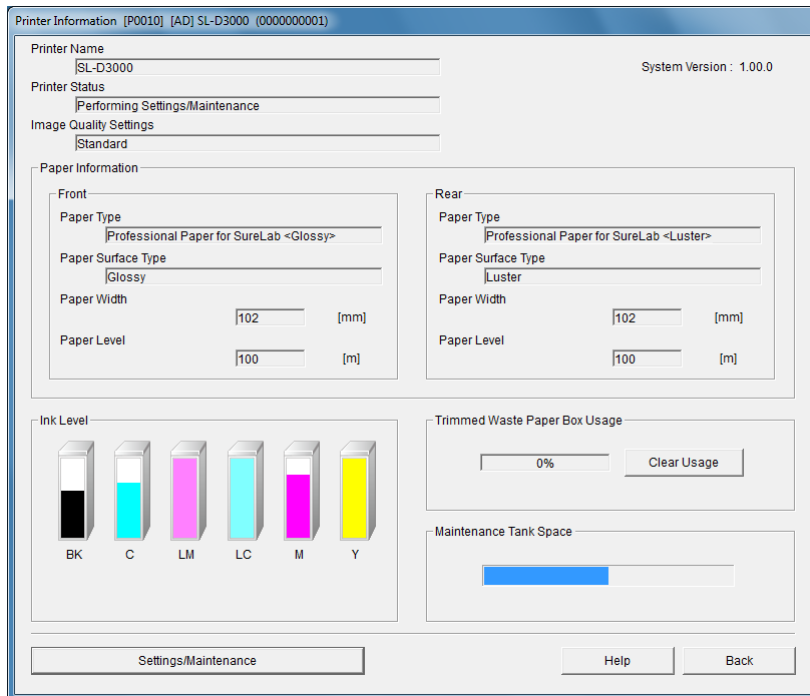 Printer Information [P0010] [AD] SL-D3000 (0000000001)
Printer Name
SL-D3000
System Version : 1.00.0
Printer Status
Performing Settings/Maintenance
Image Quality Settings
Standard
Paper Information
Front
Paper Type
Professional Paper for SureLab <Glossy>
Paper Surface Type
Glossy
Paper Width
102 [mm]
Paper Level
100 [m]
Rear
Paper Type
Professional Paper for SureLab <Luster>
Paper Surface Type
Luster
Paper Width
102 [mm]
Paper Level
100 [m]
Ink Level
BK C LM LC M Y
Trimmed Waste Paper Box Usage
0% Clear Usage
Maintenance Tank Space
Settings/Maintenance Help Back